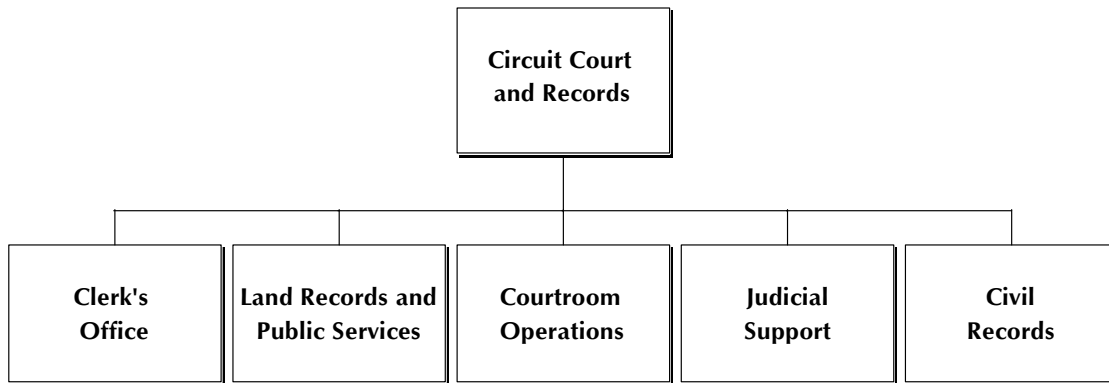 Circuit Court
and Records
Clerk's
Office
Land Records and
Public Services
Courtroom
Operations
Judicial
Support
Civil
Records